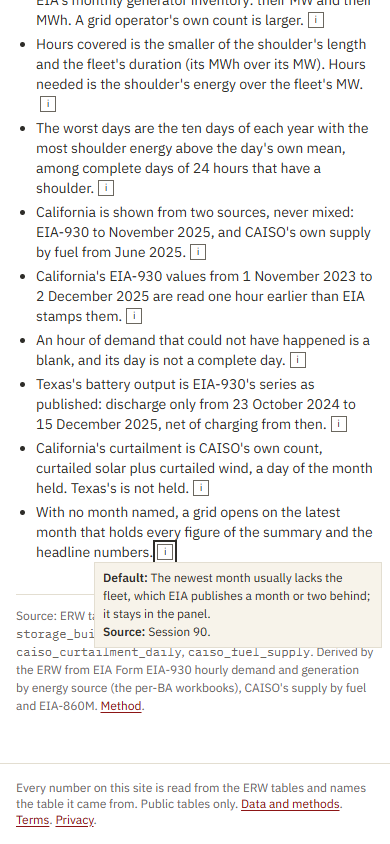 EIA's monthly generator inventory: their MW and their
MWh. A grid operator's own count is larger. i
Hours covered is the smaller of the shoulder's length
and the fleet's duration (its MWh over its MW). Hours
needed is the shoulder's energy over the fleet's MW.
i
The worst days are the ten days of each year with the
most shoulder energy above the day's own mean,
among complete days of 24 hours that have a
shoulder. i
California is shown from two sources, never mixed:
EIA-930 to November 2025, and CAISO's own supply
by fuel from June 2025. i
California's EIA-930 values from 1 November 2023 to
2 December 2025 are read one hour earlier than EIA
stamps them. i
An hour of demand that could not have happened is a
blank, and its day is not a complete day. i
Texas's battery output is EIA-930's series as
published: discharge only from 23 October 2024 to
15 December 2025, net of charging from then. i
California's curtailment is CAISO's own count,
curtailed solar plus curtailed wind, a day of the month
held. Texas's is not held. i
With no month named, a grid opens on the latest
month that holds every figure of the summary and the
headline numbers. i
Default: The newest month usually lacks the
fleet, which EIA publishes a month or two behind;
it stays in the panel.
Source: Session 90.
Source: ERW
caiso_curtailment_daily, caiso_fuel_supply. Derived by
the ERW from EIA Form EIA-930 hourly demand and generation
by energy source (the per-BA workbooks), CAISO's supply by fuel
and EIA-860M. Method.
Every number on this site is read from the ERW tables and names
the table it came from. Public tables only. Data and methods.
Terms. Privacy.